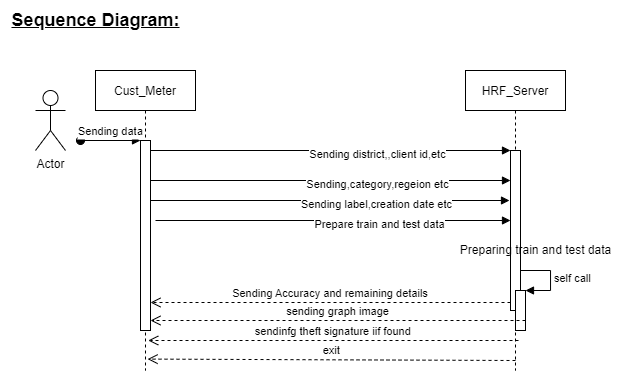 Sequence Diagram:
Cust_Meter
HRF_Server
Sending data
Actor
Sending district,,client id,etc
Sending,category,regeion etc
Sending label,creation date etc
Prepare train and test data
Preparing train and test data
self call
Sending Accuracy and remaining details
sending graph image
sendinfg theft signature iif found
exit